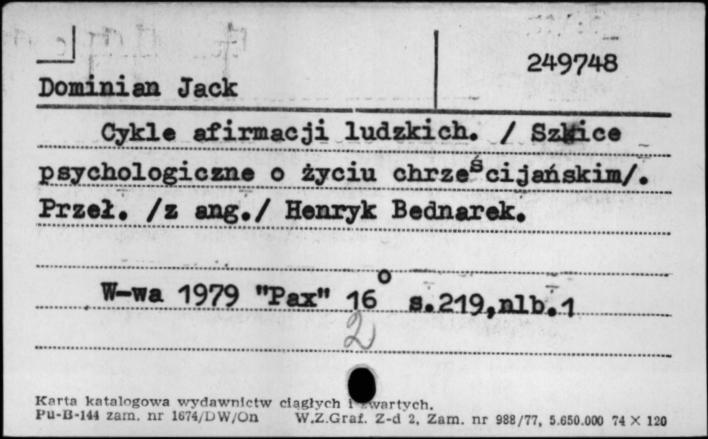 249748
Dominian Jack
Cykle afirmacji ludzkich. / Szkice
psychologiczne o życiu chrześcijańskim/.
Przeł. /z ang./ Henryk Bednarek.
W-wa 1979 "Pax" 16° s.219,nlb.1
2
Karta katalogowa wydawnictw ciągłych i zwartych.
Pu-B-144 zam. nr 1674/DW/On W.Z.Graf. Z-d 2, Zam. nr 988/77, 5.650.000 74 × 120